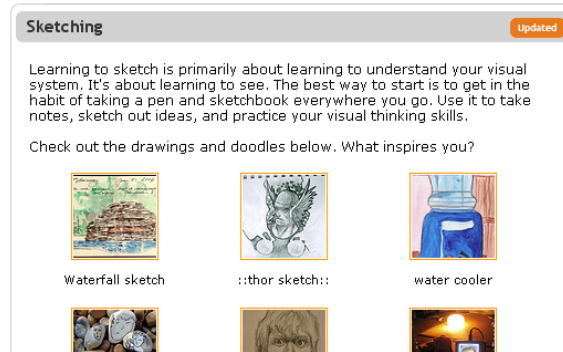 Sketching
Updated
Learning to sketch is primarily about learning to understand your visual
system. It's about learning to see. The best way to start is to get in the
habit of taking a pen and sketchbook everywhere you go. Use it to take
notes, sketch out ideas, and practice your visual thinking skills.
Check out the drawings and doodles below. What inspires you?
Waterfall sketch
::thor sketch::
water cooler